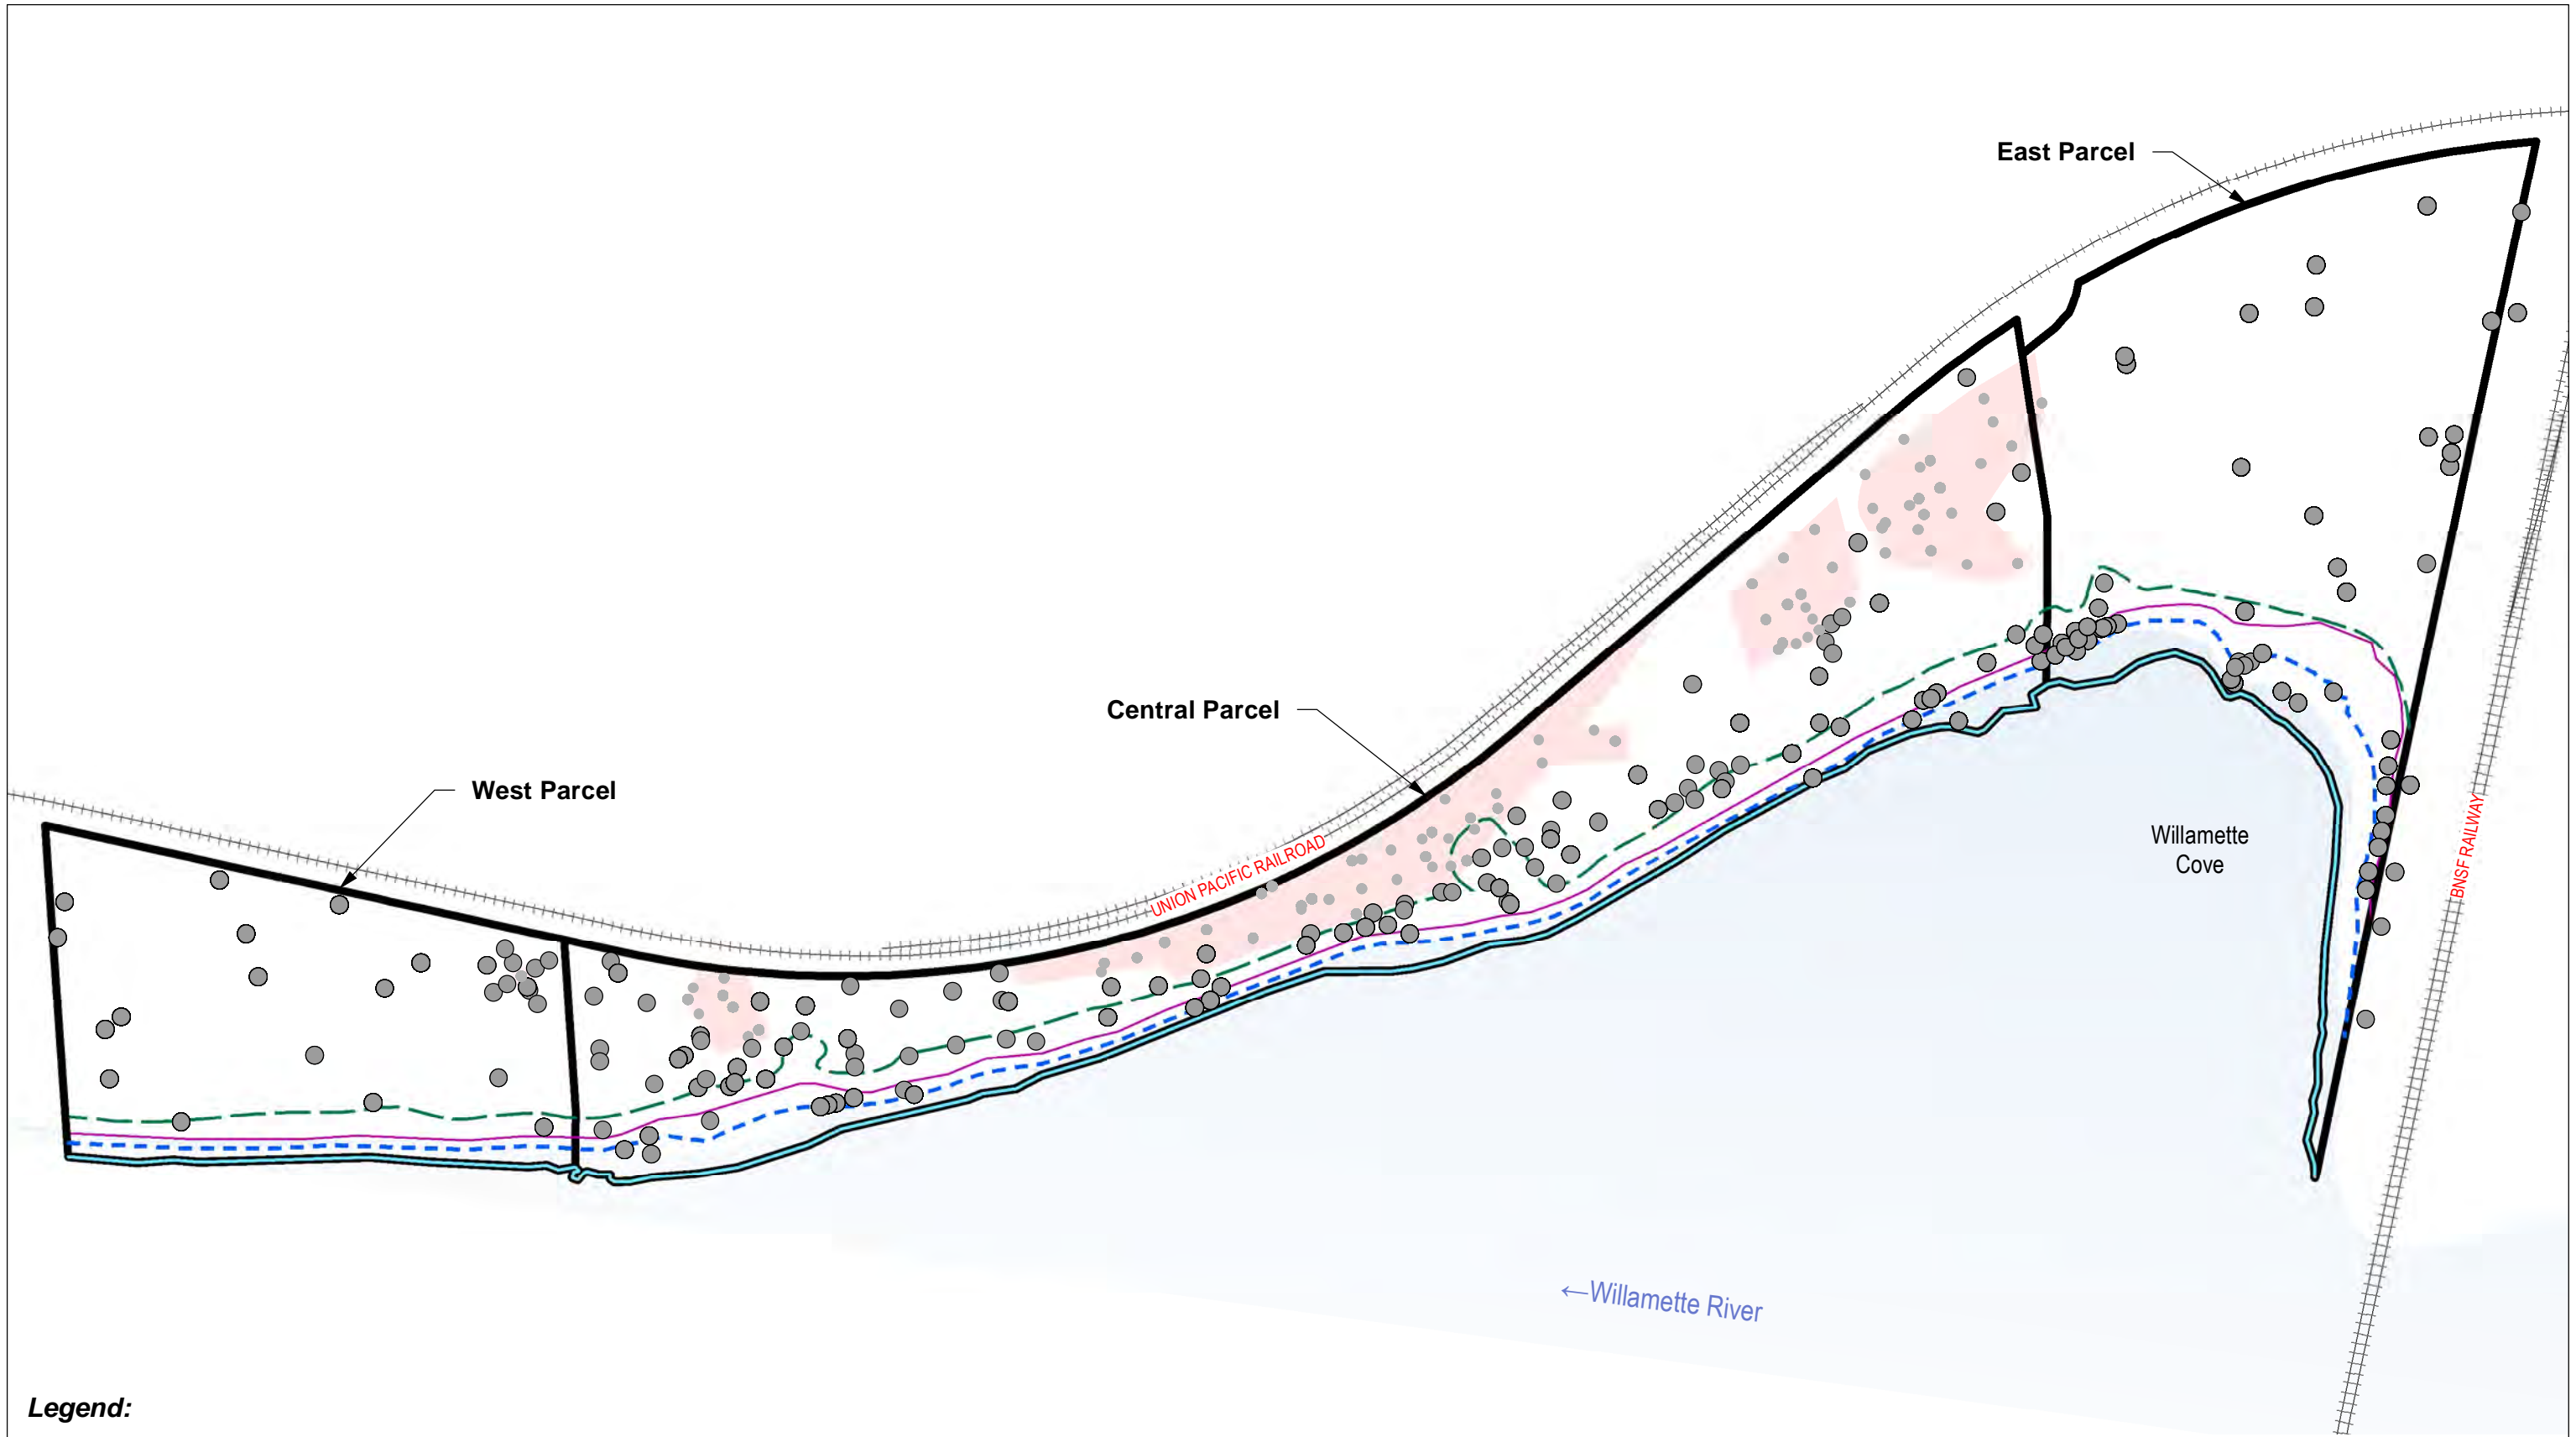 East Parcel
Central Parcel
West Parcel
UNION PACIFIC RAILROAD
Willamette
Cove
BNSF RAILWAY
←Willamette River
Legend: